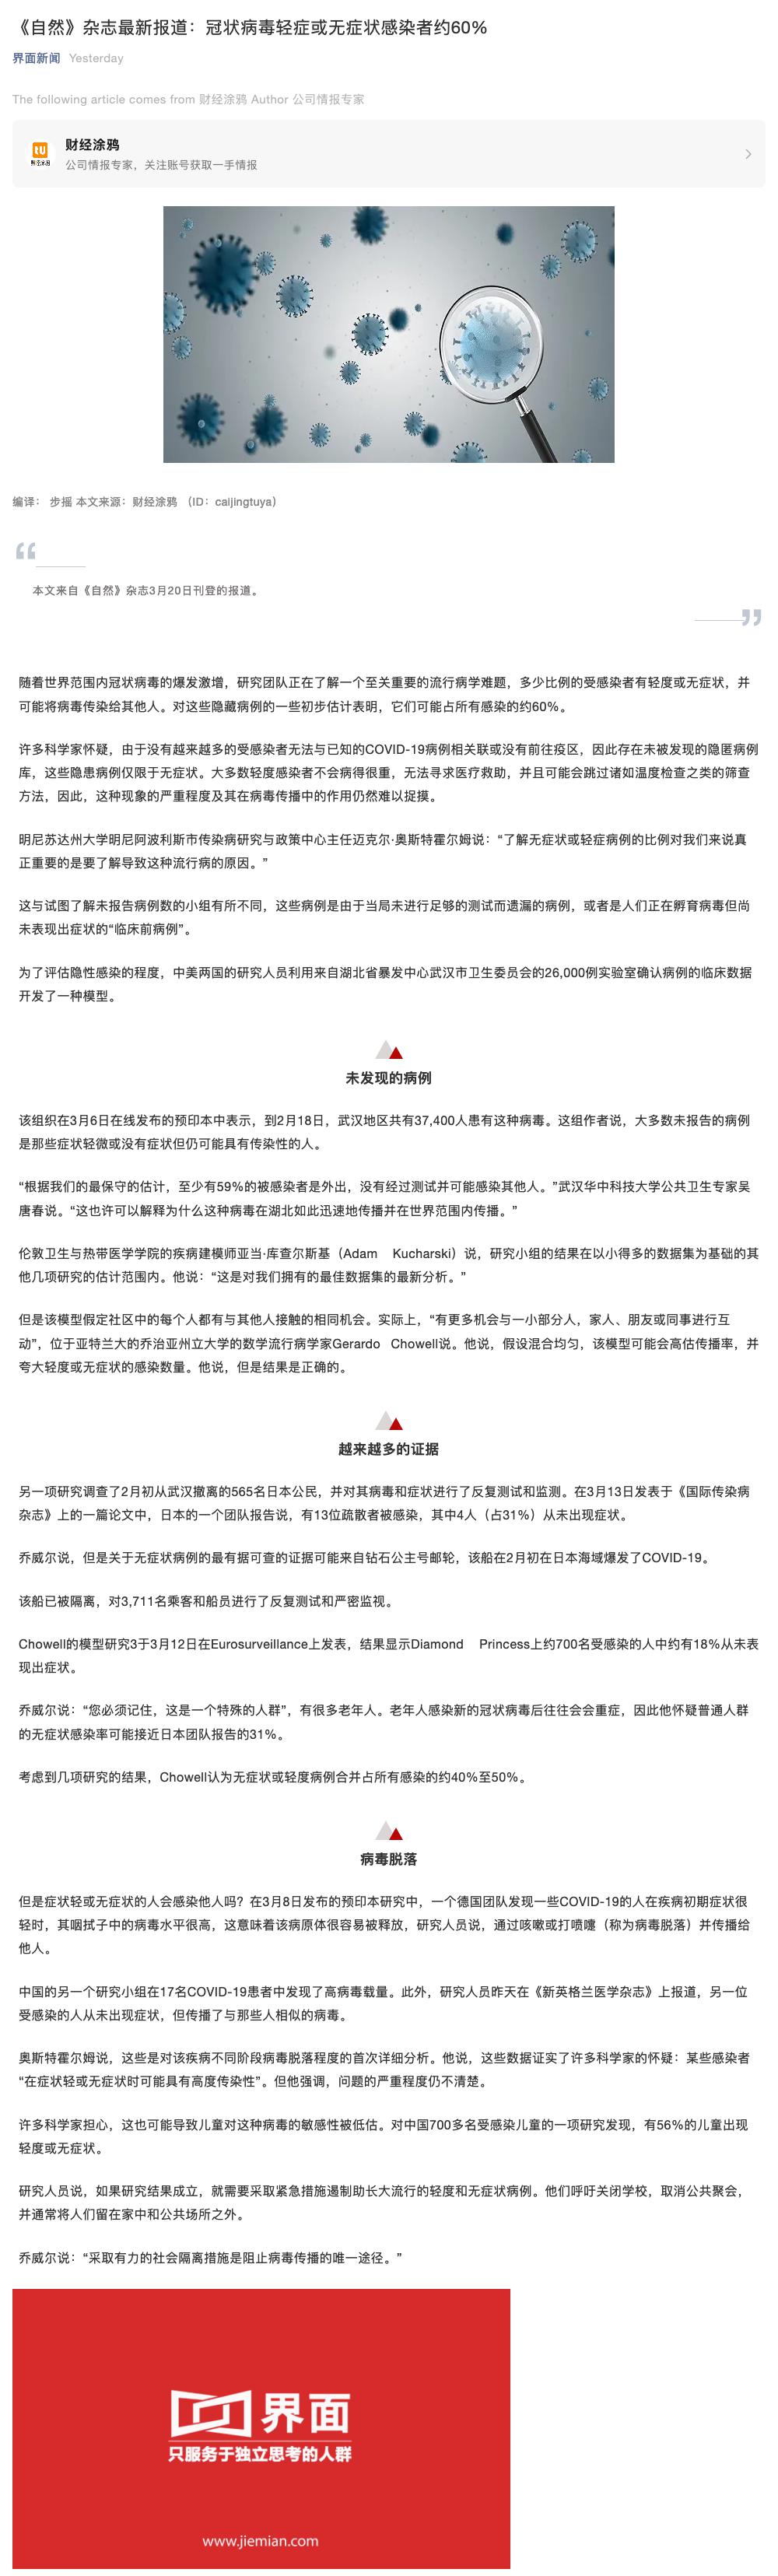 《自然》杂志最新报道：冠状病毒轻症或无症状感染者约60%
界面新闻 Yesterday
The following article comes from 财经涂鸦 Author 公司情报专家
财经涂鸦
公司情报专家，关注账号获取一手情报
编译： 步摇 本文来源：财经涂鸦 （ID：caijingtuya）
“
本文来自《自然》杂志3月20日刊登的报道。
”
随着世界范围内冠状病毒的爆发激增，研究团队正在了解一个至关重要的流行病学难题，多少比例的受感染者有轻度或无症状，并
可能将病毒传染给其他人。对这些隐藏病例的一些初步估计表明，它们可能占所有感染的约60%。
许多科学家怀疑，由于没有越来越多的受感染者无法与已知的COVID-19病例相关联或没有前往疫区，因此存在未被发现的隐匿病例
库，这些隐患病例仅限于无症状。大多数轻度感染者不会病得很重，无法寻求医疗救助，并且可能会跳过诸如温度检查之类的筛查
方法，因此，这种现象的严重程度及其在病毒传播中的作用仍然难以捉摸。
明尼苏达州大学明尼阿波利斯市传染病研究与政策中心主任迈克尔·奥斯特霍尔姆说：“了解无症状或轻症病例的比例对我们来说真
正重要的是要了解导致这种流行病的原因。”
这与试图了解未报告病例数的小组有所不同，这些病例是由于当局未进行足够的测试而遗漏的病例，或者是人们正在孵育病毒但尚
未表现出症状的“临床前病例”。
为了评估隐性感染的程度，中美两国的研究人员利用来自湖北省暴发中心武汉市卫生委员会的26,000例实验室确认病例的临床数据
开发了一种模型。
未发现的病例
该组织在3月6日在线发布的预印本中表示，到2月18日，武汉地区共有37,400人患有这种病毒。这组作者说，大多数未报告的病例
是那些症状轻微或没有症状但仍可能具有传染性的人。
“根据我们的最保守的估计，至少有59%的被感染者是外出，没有经过测试并可能感染其他人。”武汉华中科技大学公共卫生专家吴
唐春说。“这也许可以解释为什么这种病毒在湖北如此迅速地传播并在世界范围内传播。”
伦敦卫生与热带医学学院的疾病建模师亚当·库查尔斯基（Adam Kucharski）说，研究小组的结果在以小得多的数据集为基础的其
他几项研究的估计范围内。他说：“这是对我们拥有的最佳数据集的最新分析。”
但是该模型假定社区中的每个人都有与其他人接触的相同机会。实际上，“有更多机会与一小部分人，家人、朋友或同事进行互
动”，位于亚特兰大的乔治亚州立大学的数学流行病学家Gerardo Chowell说。他说，假设混合均匀，该模型可能会高估传播率，并
夸大轻度或无症状的感染数量。他说，但是结果是正确的。
越来越多的证据
另一项研究调查了2月初从武汉撤离的565名日本公民，并对其病毒和症状进行了反复测试和监测。在3月13日发表于《国际传染病
杂志》上的一篇论文中，日本的一个团队报告说，有13位疏散者被感染，其中4人（占31%）从未出现症状。
乔威尔说，但是关于无症状病例的最有据可查的证据可能来自钻石公主号邮轮，该船在2月初在日本海域爆发了COVID-19。
该船已被隔离，对3,711名乘客和船员进行了反复测试和严密监视。
Chowell的模型研究3于3月12日在Eurosurveillance上发表，结果显示Diamond Princess上约700名受感染的人中约有18%从未表
现出症状。
乔威尔说：“您必须记住，这是一个特殊的人群”，有很多老年人。老年人感染新的冠状病毒后往往会会重症，因此他怀疑普通人群
的无症状感染率可能接近日本团队报告的31%。
考虑到几项研究的结果，Chowell认为无症状或轻度病例合并占所有感染的约40%至50%。
病毒脱落
但是症状轻或无症状的人会感染他人吗？在3月8日发布的预印本研究中，一个德国团队发现一些COVID-19的人在疾病初期症状很
轻时，其咽拭子中的病毒水平很高，这意味着该病原体很容易被释放，研究人员说，通过咳嗽或打喷嚏（称为病毒脱落）并传播给
他人。
中国的另一个研究小组在17名COVID-19患者中发现了高病毒载量。此外，研究人员昨天在《新英格兰医学杂志》上报道，另一位
受感染的人从未出现症状，但传播了与那些人相似的病毒。
奥斯特霍尔姆说，这些是对该疾病不同阶段病毒脱落程度的首次详细分析。他说，这些数据证实了许多科学家的怀疑：某些感染者
“在症状轻或无症状时可能具有高度传染性”。但他强调，问题的严重程度仍不清楚。
许多科学家担心，这也可能导致儿童对这种病毒的敏感性被低估。对中国700多名受感染儿童的一项研究发现，有56%的儿童出现
轻度或无症状。
研究人员说，如果研究结果成立，就需要采取紧急措施遏制助长大流行的轻度和无症状病例。他们呼吁关闭学校，取消公共聚会，
并通常将人们留在家中和公共场所之外。
乔威尔说：“采取有力的社会隔离措施是阻止病毒传播的唯一途径。”
界面
只服务于独立思考的人群
www.jiemian.com